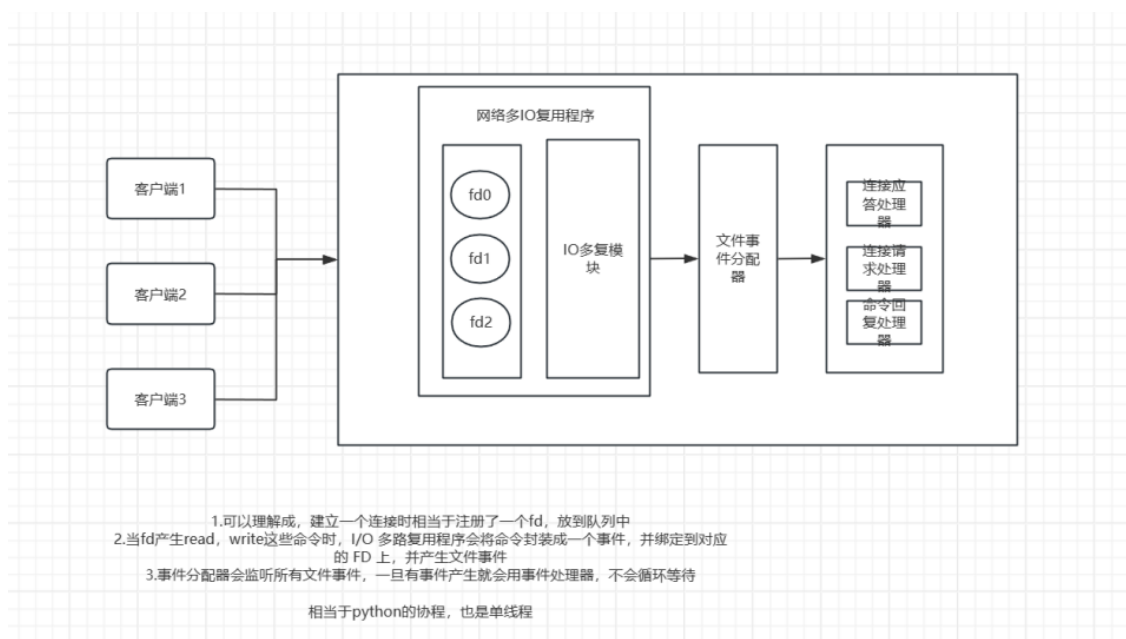 网络多IO复用程序
客户端1
客户端2
客户端3
fd0
fd1
fd2
IO多复模
块
文件事
件分配
器
连接应
答处理
器
连接请
求处理
器
命令回
复处理
器
1.可以理解成，建立一个连接时相当于注册了一个fd，放到队列中
2.当fd产生read，write这些命令时，I/O 多路复用程序会将命令封装成一个事件，并绑定到对应
的 FD 上，并产生文件事件
3.事件分配器会监听所有文件事件，一旦有事件产生就会用事件处理器，不会循环等待
相当于python的协程，也是单线程